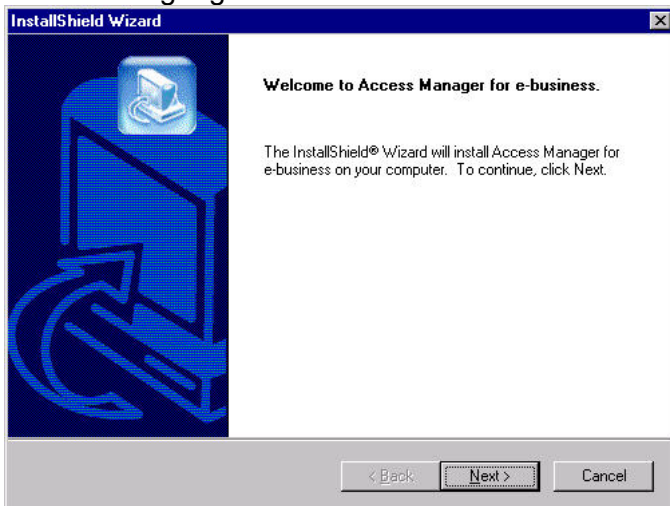 InstallShield Wizard
Welcome to Access Manager for e-business.
The InstallShield® Wizard will install Access Manager for
e-business on your computer. To continue, click Next.
< Back
Next >
Cancel